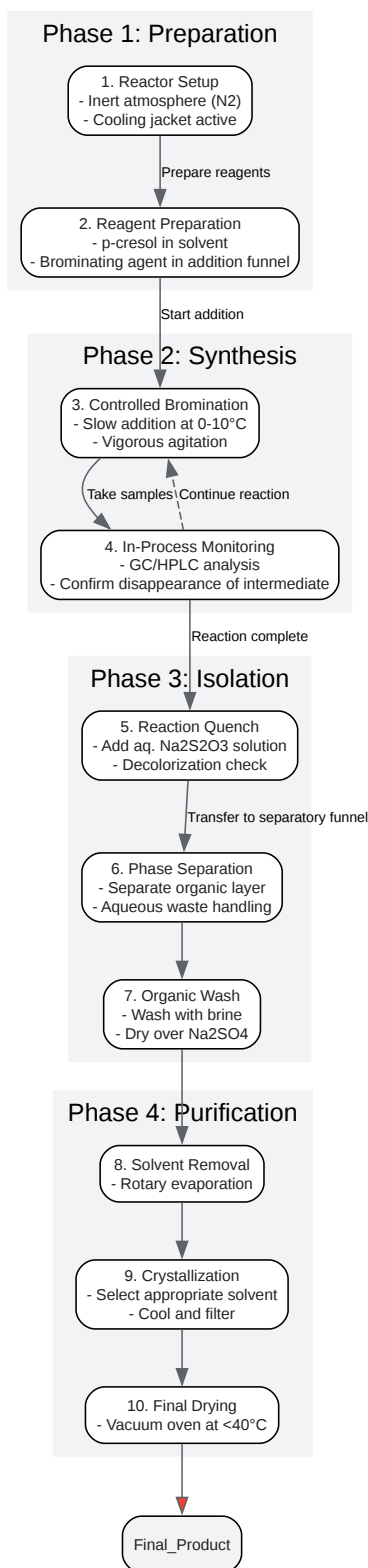 Phase 1: Preparation
1. Reactor Setup
- Inert atmosphere (N2)
- Cooling jacket active
Prepare reagents
2. Reagent Preparation
- p-cresol in solvent
- Brominating agent in addition funnel
Start addition
Phase 2: Synthesis
3. Controlled Bromination
- Slow addition at 0-10°C
- Vigorous agitation
Take samples
Continue reaction
4. In-Process Monitoring
- GC/HPLC analysis
- Confirm disappearance of intermediate
Reaction complete
Phase 3: Isolation
5. Reaction Quench
- Add aq. Na2S2O3 solution
- Decolorization check
Transfer to separatory funnel
6. Phase Separation
- Separate organic layer
- Aqueous waste handling
7. Organic Wash
- Wash with brine
- Dry over Na2SO4
Phase 4: Purification
8. Solvent Removal
- Rotary evaporation
9. Crystallization
- Select appropriate solvent
- Cool and filter
10. Final Drying
- Vacuum oven at <40°C
Final_Product